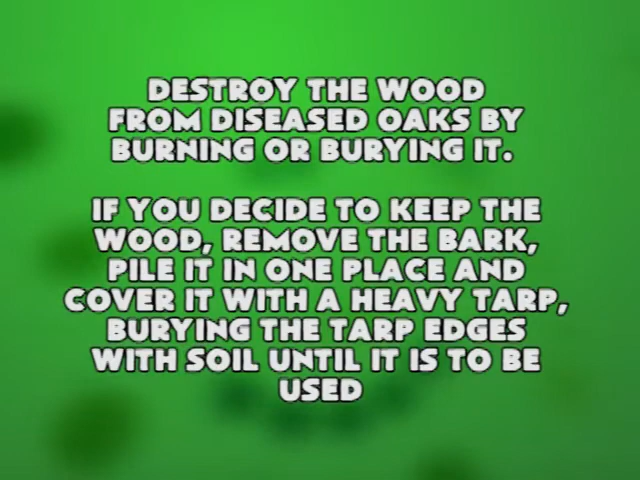 DESTROY THE WOOD
FROM DISEASED OAKS BY
BURNING OR BURYING IT.
IF YOU DECIDE TO KEEP THE
WOOD, REMOVE THE BARK,
PILE IT IN ONE PLACE AND
COVER IT WITH A HEAVY TARP,
BURYING THE TARP EDGES
WITH SOIL UNTIL IT IS TO BE
USED